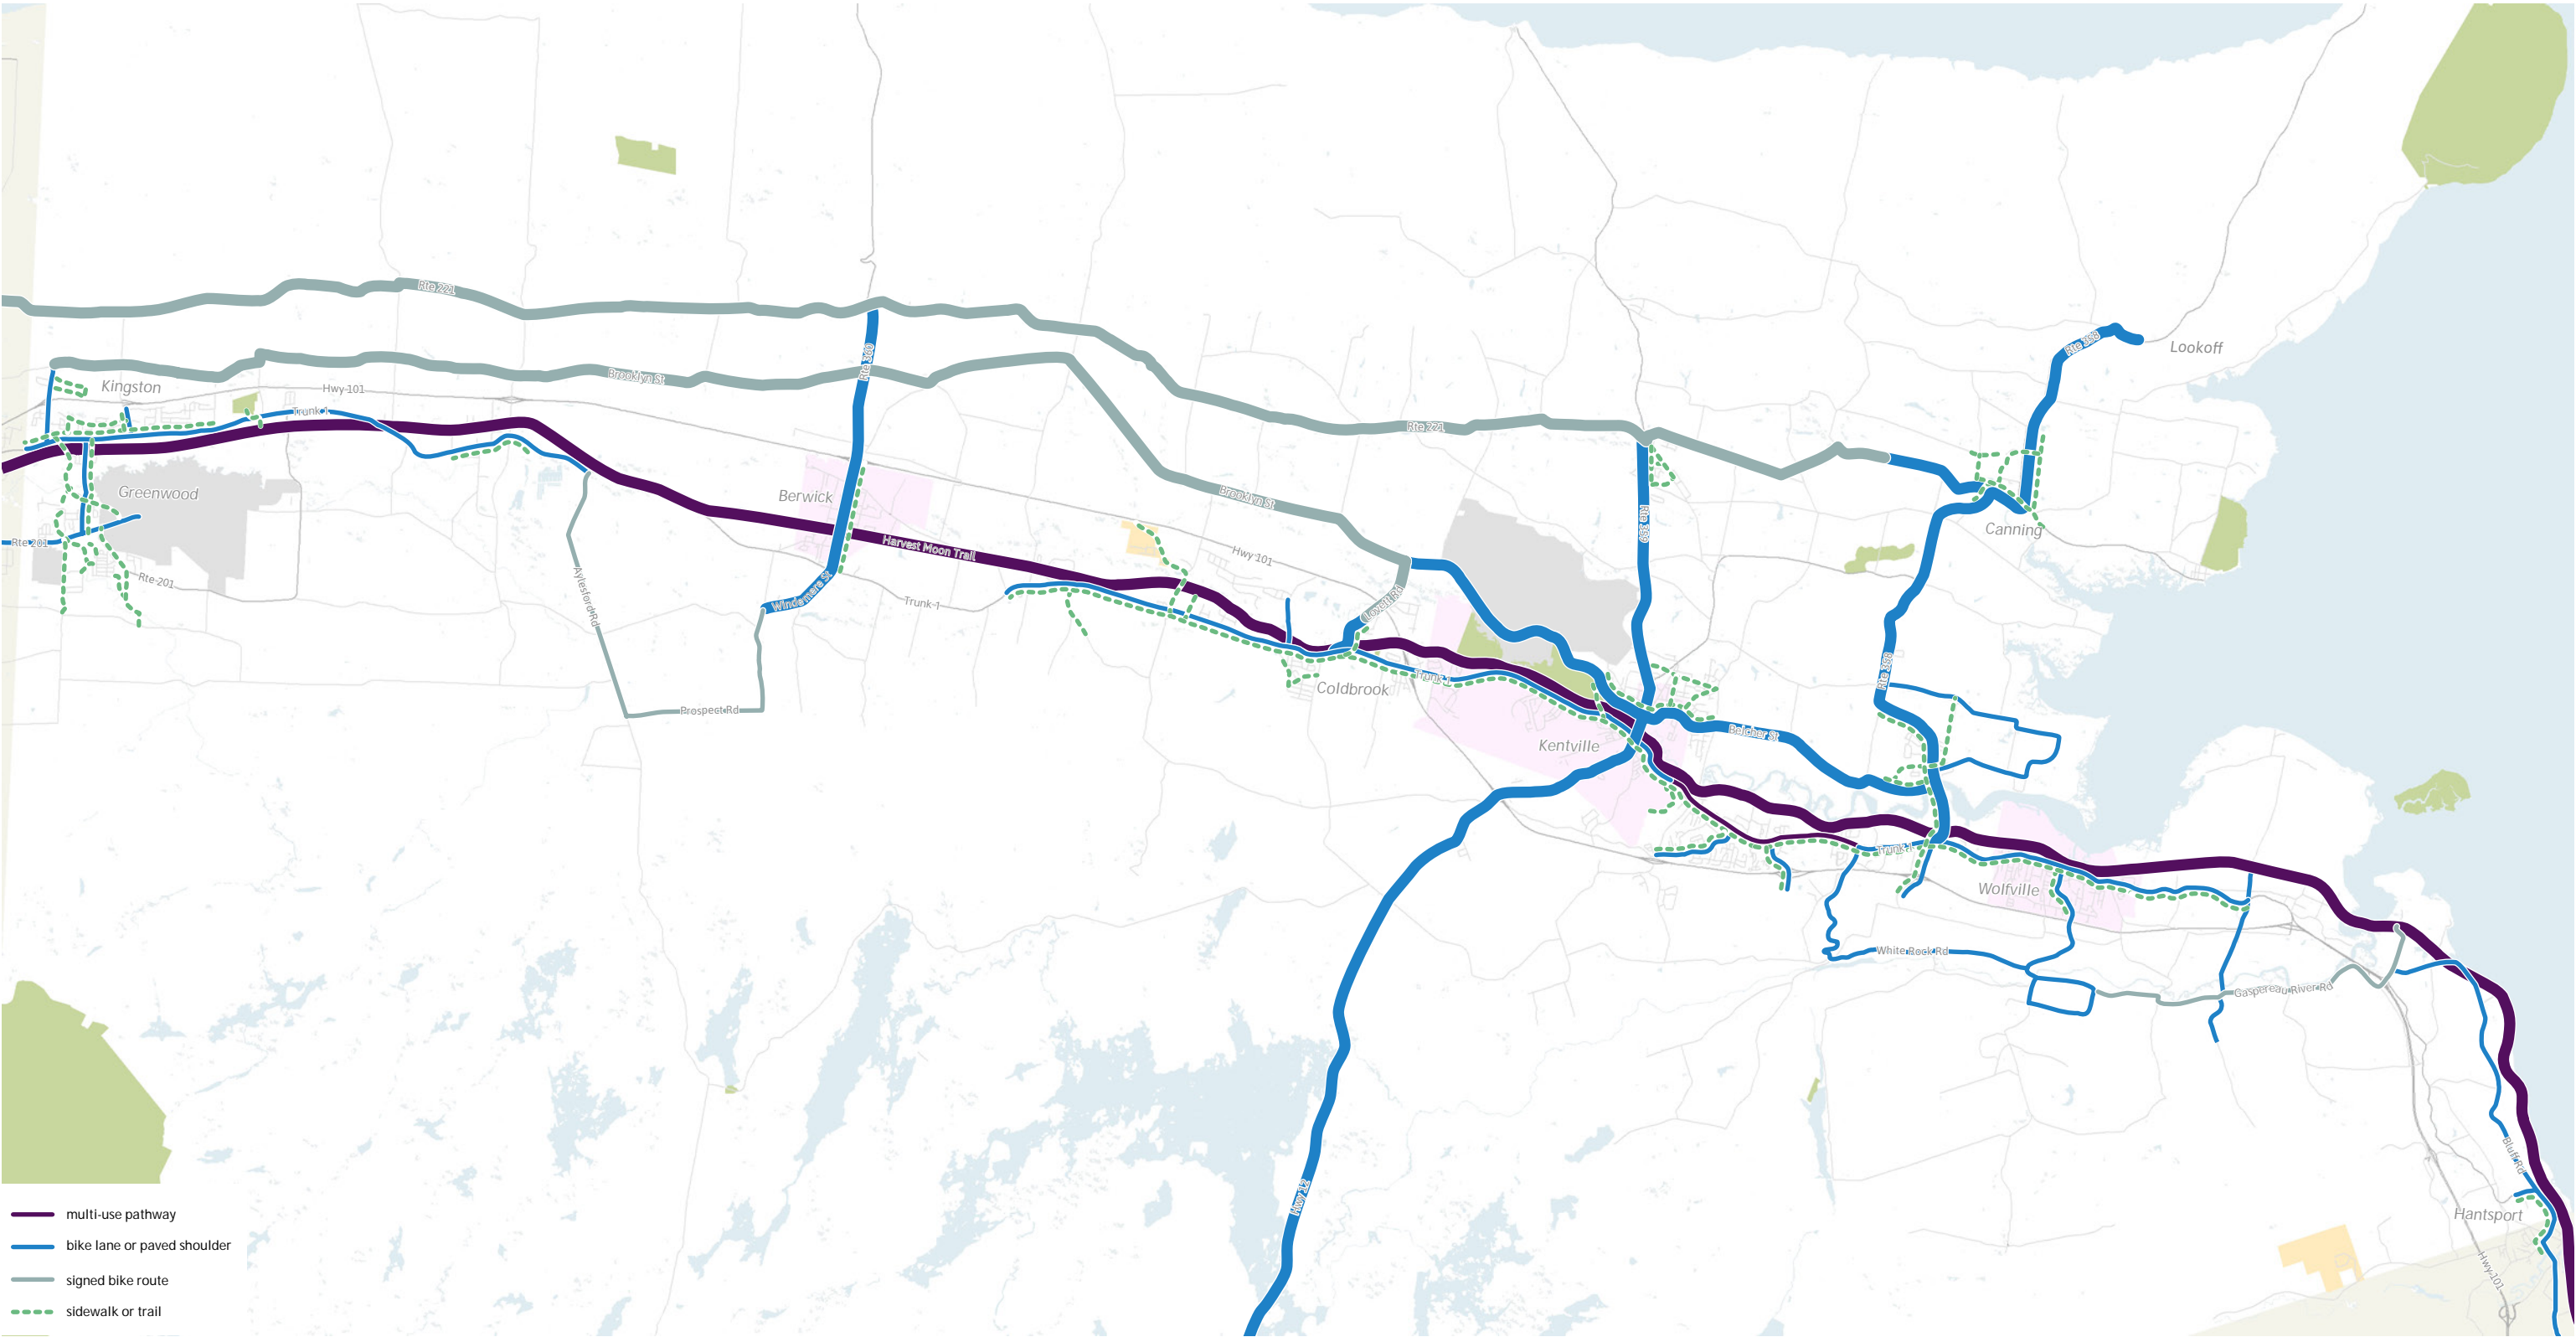 Rte 221
Rte 358
Lookoff
Rte 360
Brooklyn St
Kingston
Hwy 101
Trunk 1
Rte 221
Greenwood
Berwick
Brooklyn St
Rte 359
Canning
Rte 201
Harvest Moon Trail
Hwy 101
Rte 201
Aylesford Rd
Windemere St
Trunk 1
Lovett Rd
Rte 358
Trunk 1
Coldbrook
Prospect Rd
Belcher St
Kentville
Trunk 1
Wolfville
White Rock Rd
Gaspereau River Rd
Bluff Rd
Hwy 12
Hantsport
Hwy 101
multi-use pathway
bike lane or paved shoulder
signed bike route
sidewalk or trail